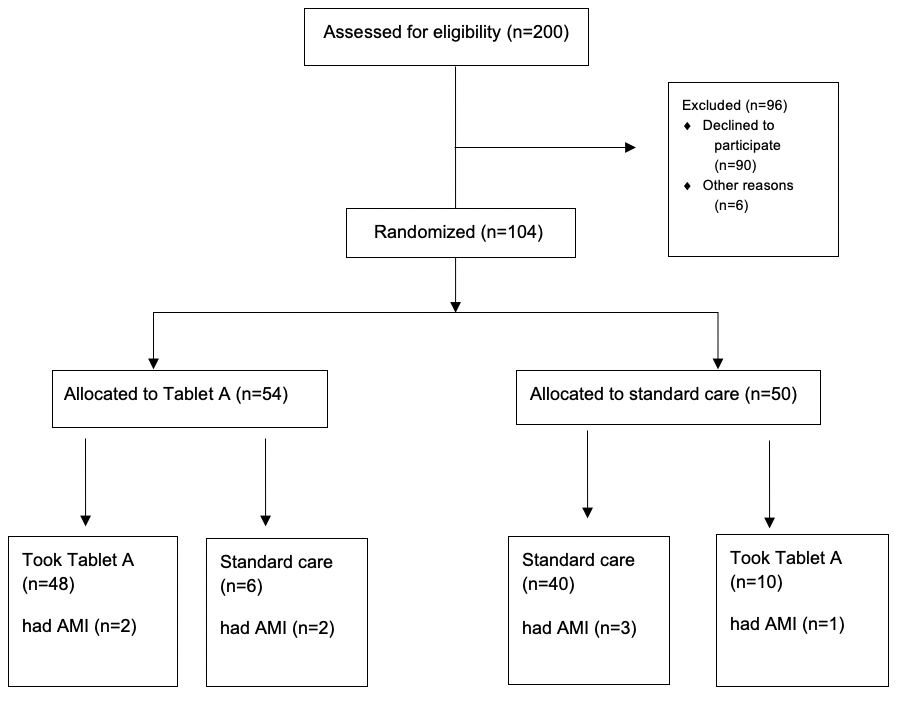 Assessed for eligibility (n=200)
Excluded (n=96)
♦ Declined to
participate
(n=90)
♦ Other reasons
(n=6)
Randomized (n=104)
Allocated to Tablet A (n=54)
Allocated to standard care (n=50)
Took Tablet A
(n=48)
had AMI (n=2)
Standard care
(n=6)
had AMI (n=2)
Standard care
(n=40)
had AMI (n=3)
Took Tablet A
(n=10)
had AMI (n=1)